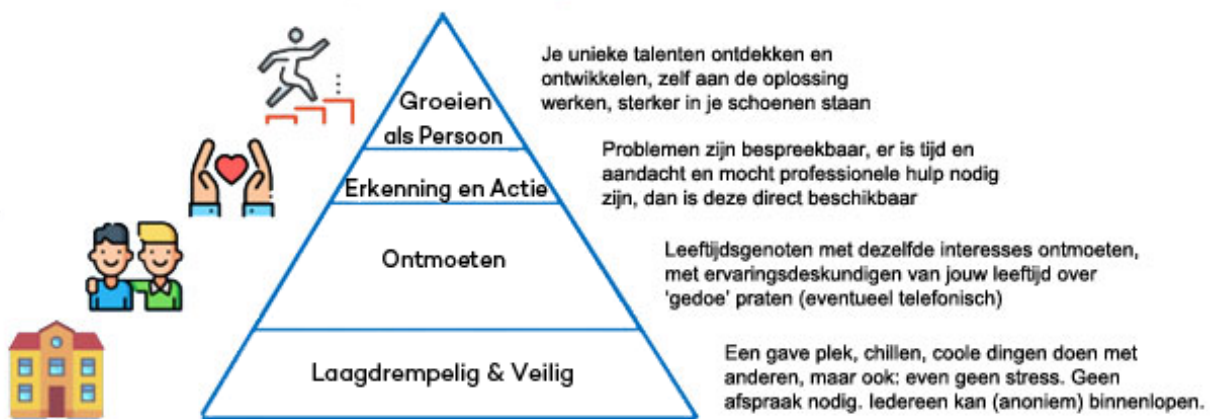 Groeien
als Persoon
Je unieke talenten ontdekken en
ontwikkelen, zelf aan de oplossing
werken, sterker in je schoenen staan
Erkenning en Actie
Problemen zijn bespreekbaar, er is tijd en
aandacht en mocht professionele hulp nodig
zijn, dan is deze direct beschikbaar
Ontmoeten
Leeftijdsgenoten met dezelfde interesses ontmoeten,
met ervaringsdeskundigen van jouw leeftijd over
'gedoe' praten (eventueel telefonisch)
Laagdrempelig & Veilig
Een gave plek, chillen, coole dingen doen met
anderen, maar ook: even geen stress. Geen
afspraak nodig. Iedereen kan (anoniem) binnenlopen.